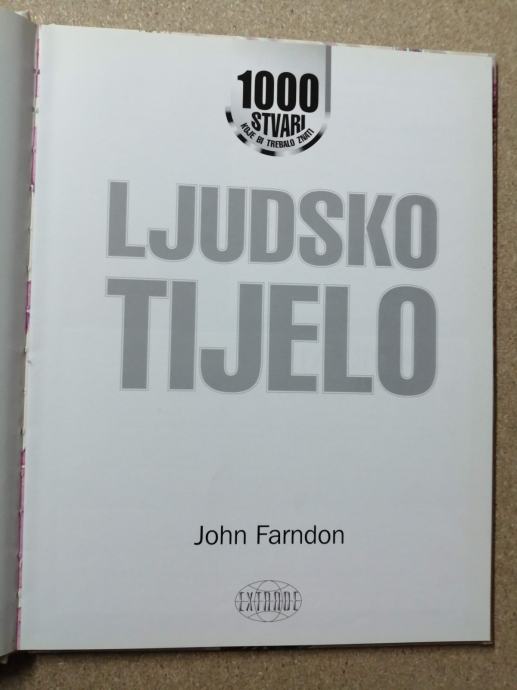 1000
STVARI
KOJE BI TREBALO ZNATI
LJUDSKO
TIJELO
John Farndon
EXTRADE